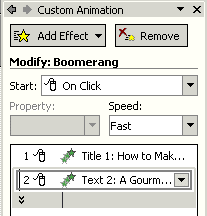 Custom Animation
Add Effect Remove
Modify: Boomerang
Start: On Click
Property: Speed:
Fast
1 Title 1: How to Mak...
2 Text 2: A Gourm...